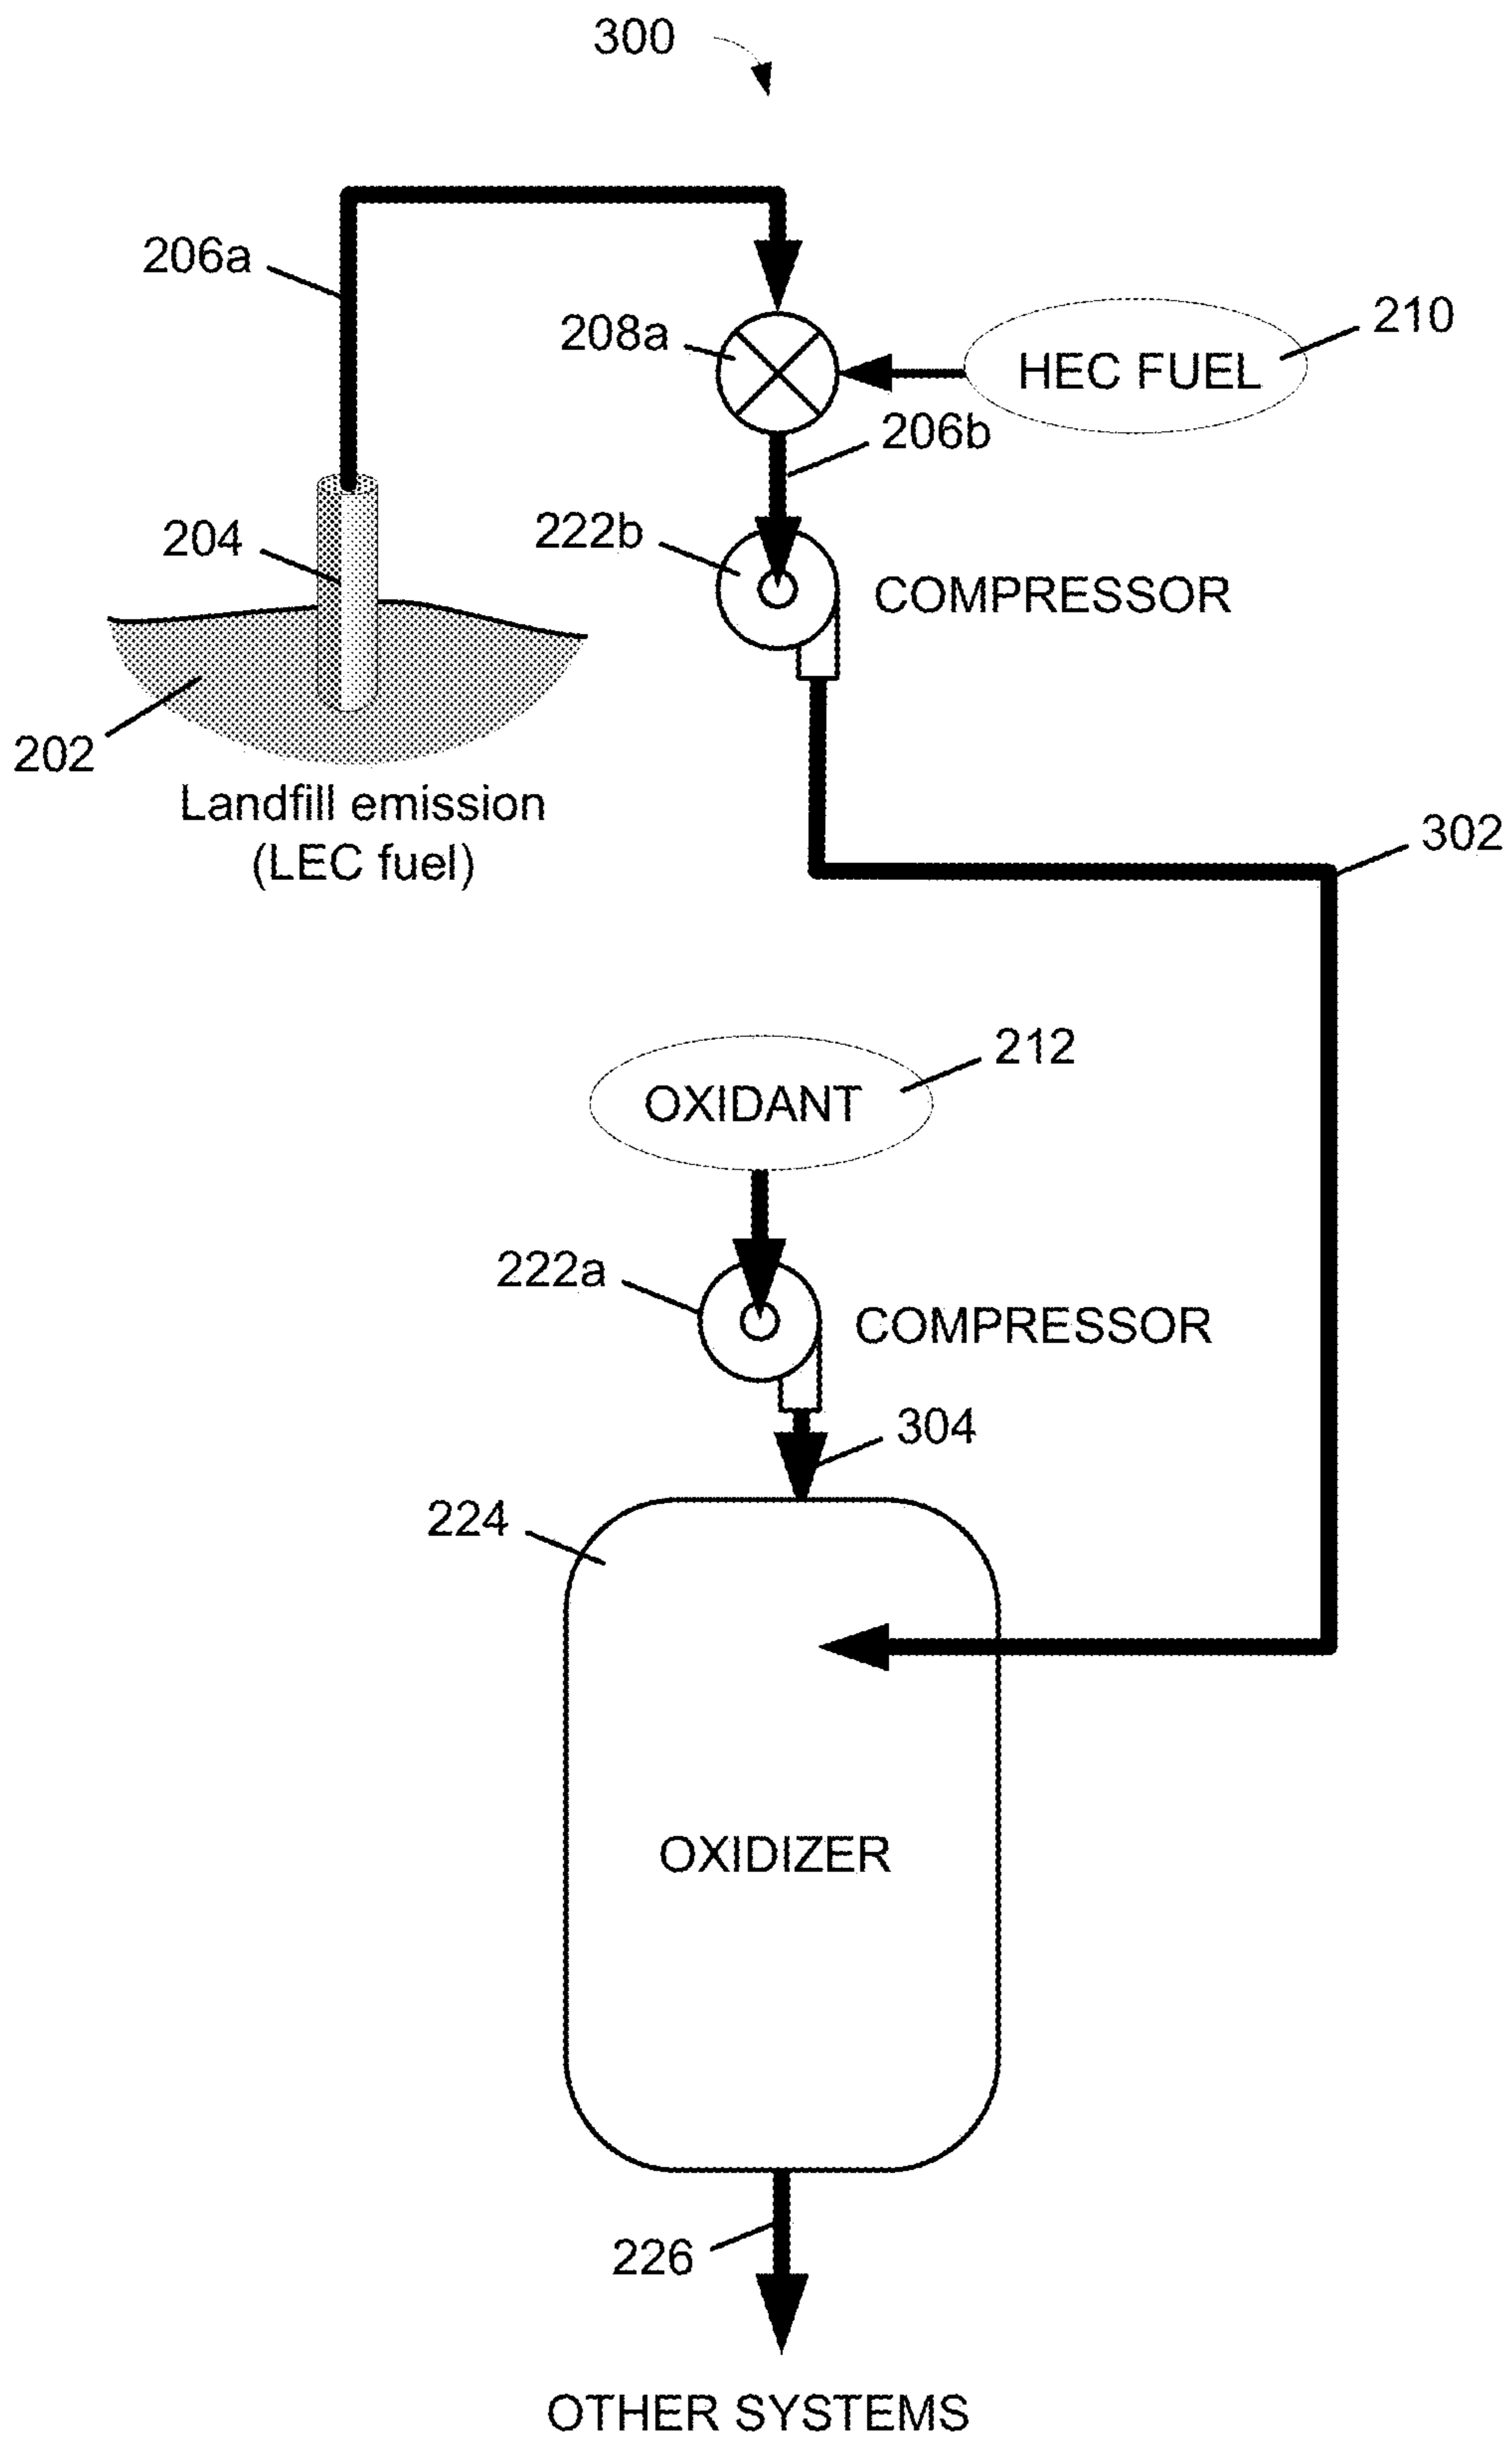 300
206a
208a
210
HEC FUEL
206b
204
222b
COMPRESSOR
202
Landfill emission
(LEC fuel)
302
212
OXIDANT
222a
COMPRESSOR
304
224
OXIDIZER
226
OTHER SYSTEMS